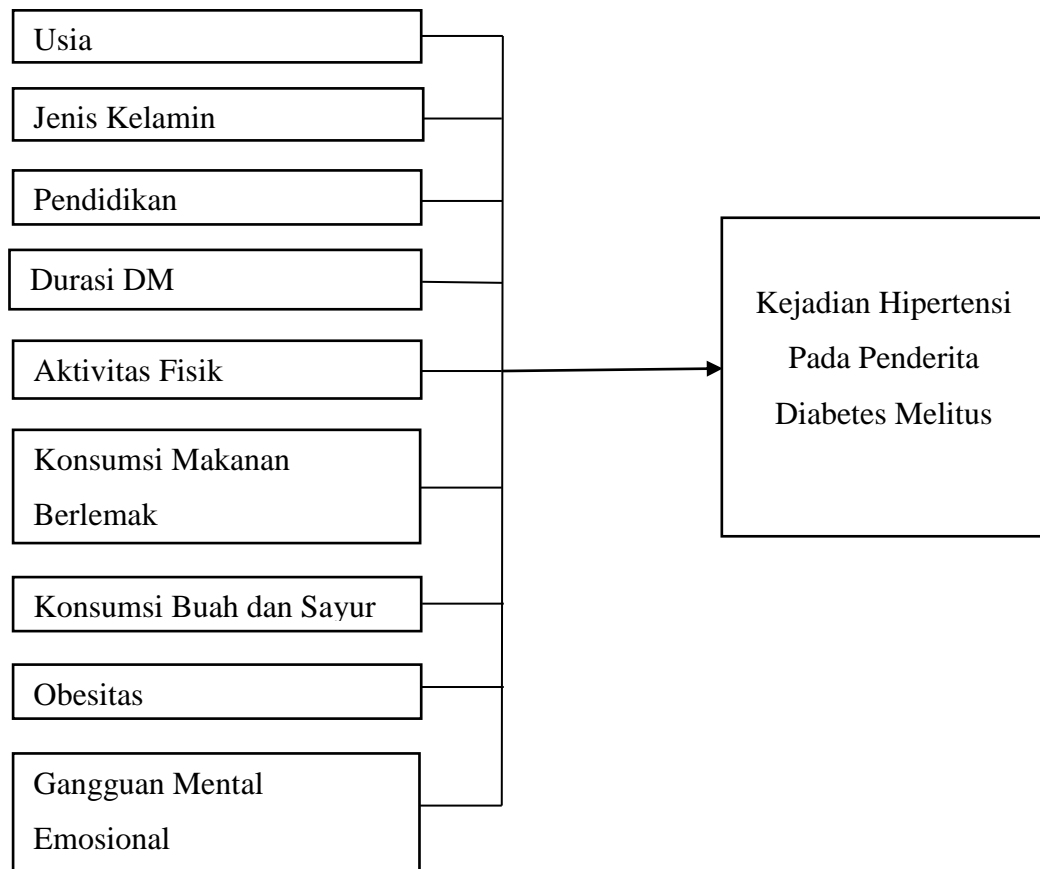 Usia
Jenis Kelamin
Pendidikan
Durasi DM
Aktivitas Fisik
Konsumsi Makanan
Berlemak
Konsumsi Buah dan Sayur
Obesitas
Gangguan Mental
Emosional
Kejadian Hipertensi
Pada Penderita
Diabetes Melitus